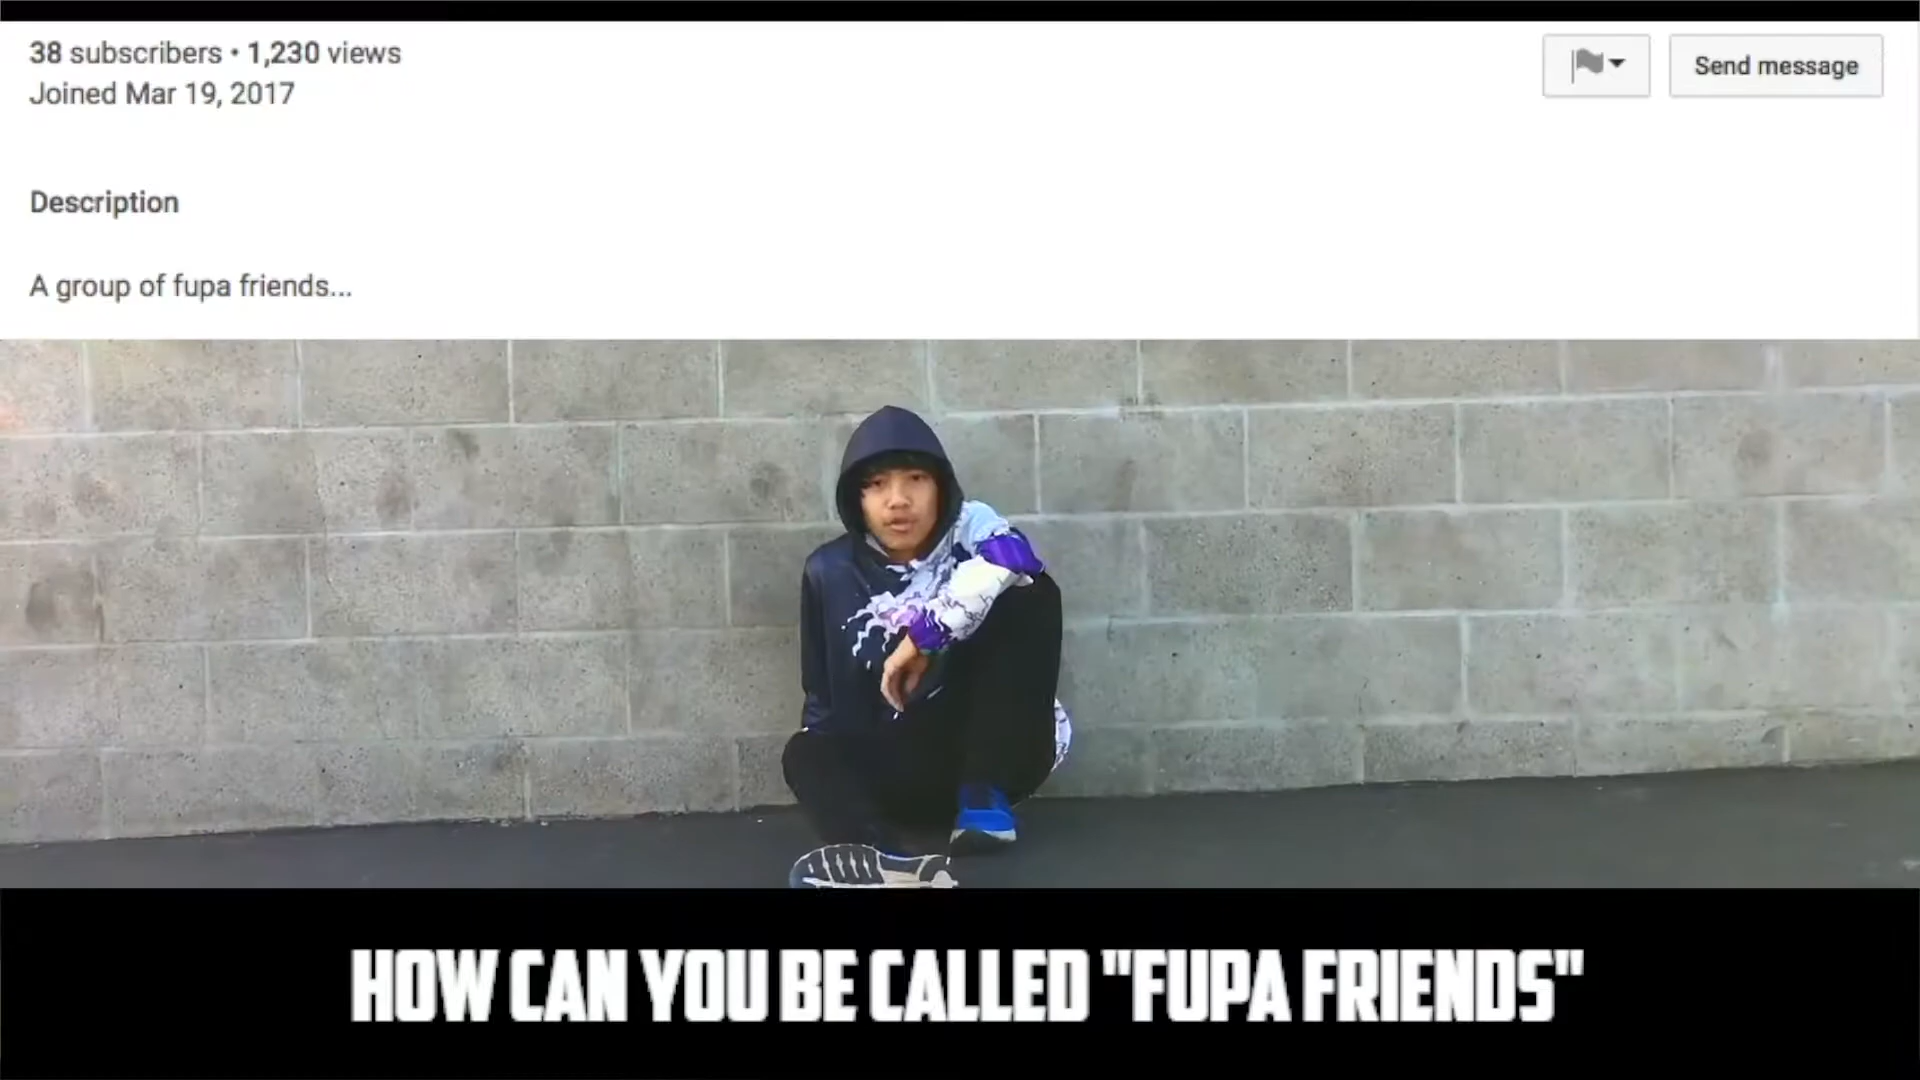 38 subscribers • 1,230 views
Send message
Joined Mar 19, 2017
Description
A group of fupa friends...
HOW CAN YOU BE CALLED "FUPA FRIENDS"